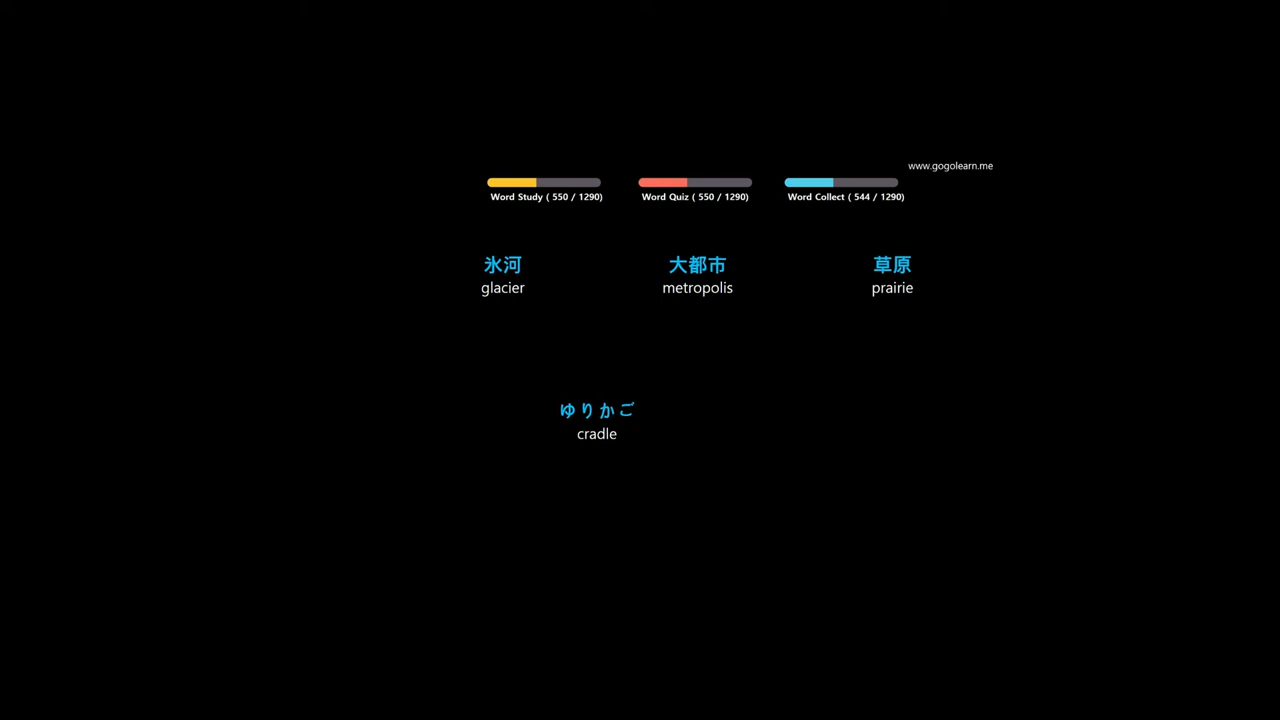 www.gogolearn.me
Word Study ( 550 / 1290) Word Quiz ( 550 / 1290) Word Collect ( 544 / 1290)
氷河 大都市 草原
glacier metropolis prairie
ゆりかご
cradle